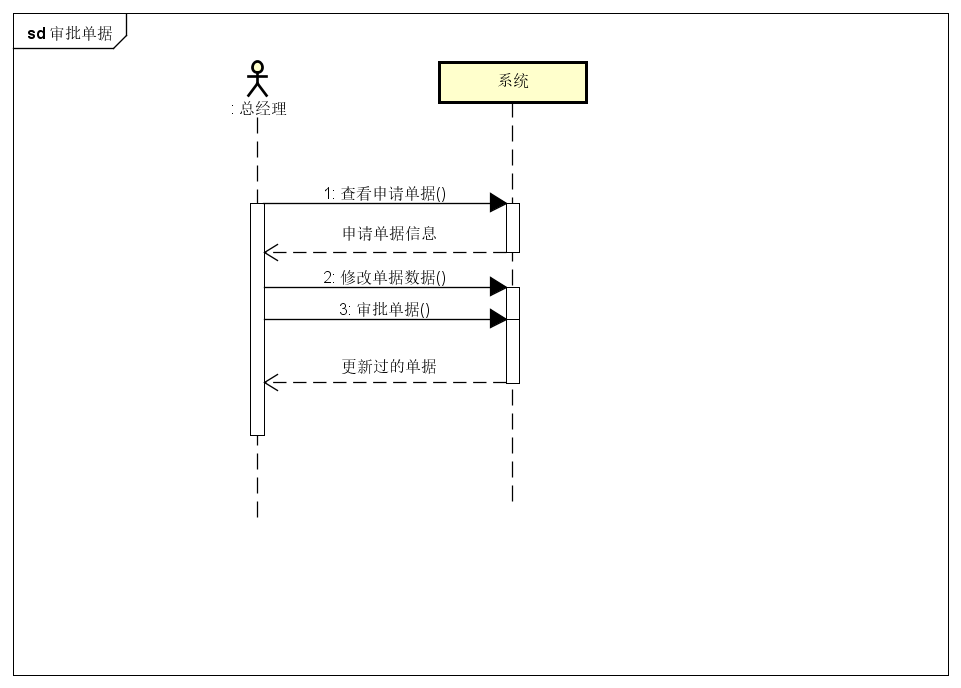 sd 审批单据
: 总经理
系统
1: 查看申请单据()
申请单据信息
2: 修改单据数据()
3: 审批单据()
更新过的单据